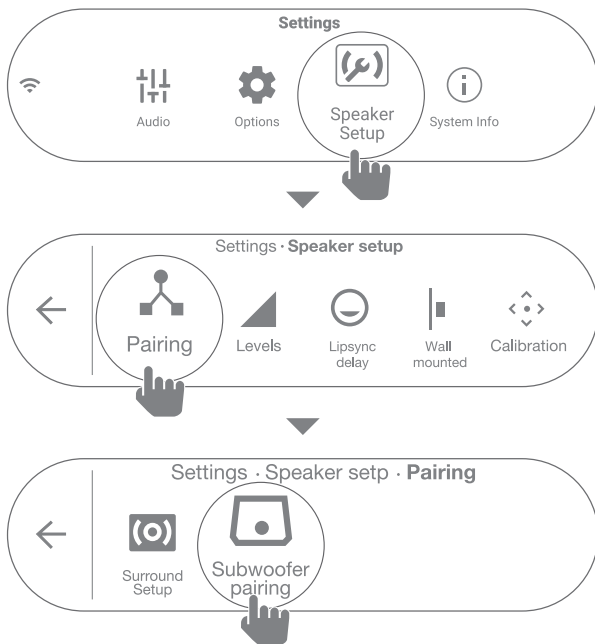 Settings
Audio
Options
Speaker
Setup
System Info
Settings · Speaker setup
Pairing
Levels
Lipsync
delay
Wall
mounted
Calibration
Settings · Speaker setp · Pairing
Surround
Setup
Subwoofer
pairing